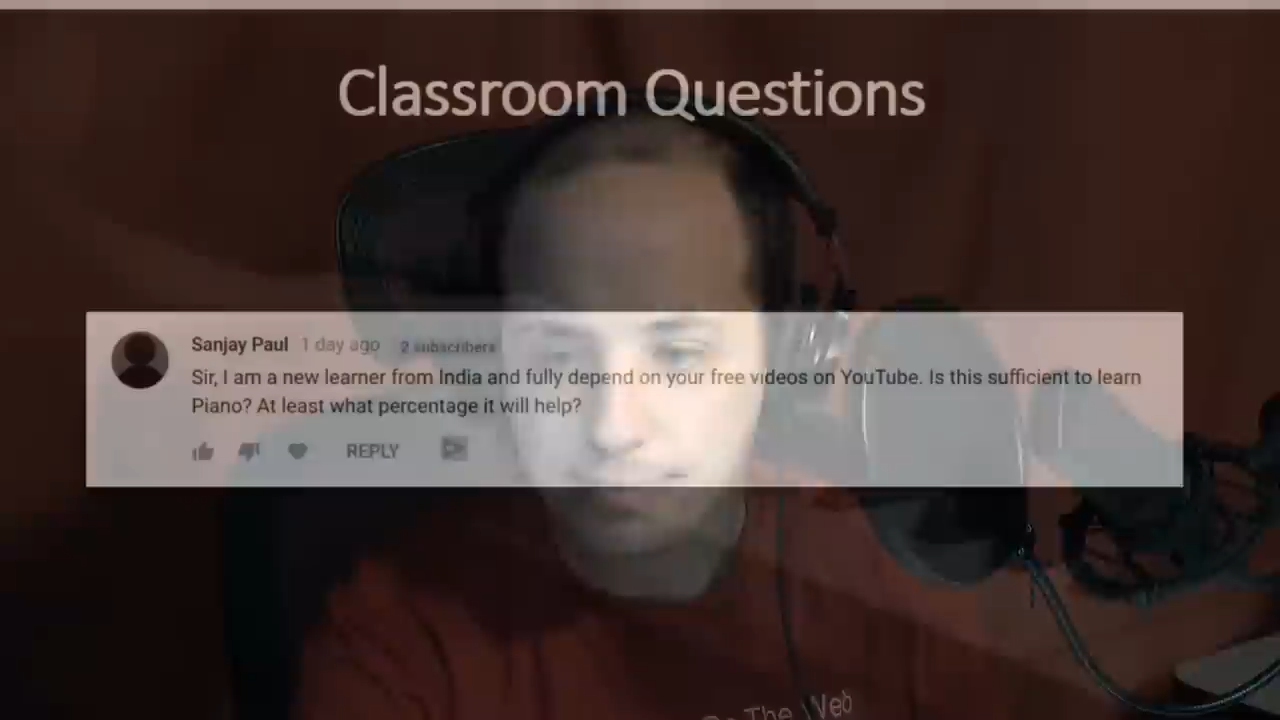 Classroom Questions
Sanjay Paul 1 day ago 2 subscribers
Sir, I am a new learner from India and fully depend on your free videos on YouTube. Is this sufficient to learn
Piano? At least what percentage it will help?
REPLY
The Web